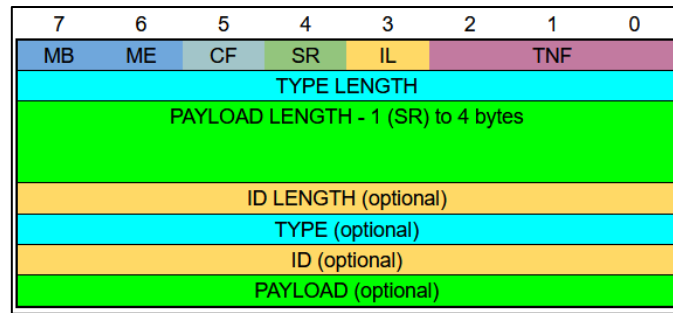 7 6 5 4 3 2 1 0
MB ME CF SR IL TNF
TYPE LENGTH
PAYLOAD LENGTH - 1 (SR) to 4 bytes
ID LENGTH (optional)
TYPE (optional)
ID (optional)
PAYLOAD (optional)